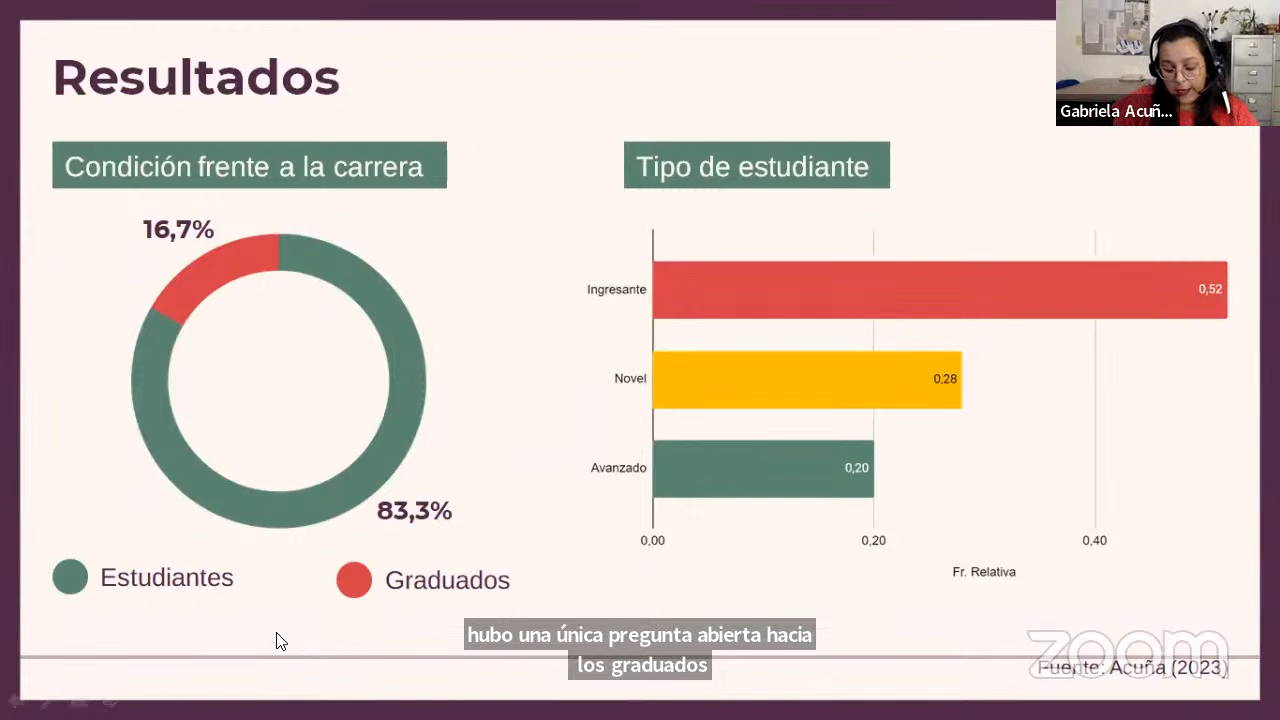 Resultados
Gabriela Acuñ...
Condición frente a la carrera
Tipo de estudiante
16,7%
83,3%
Estudiantes
Graduados
Ingresante
0,52
Novel
0,28
Avanzado
0,20
0,00
0,20
0,40
Fr. Relativa
hubo una única pregunta abierta hacia
los graduados
zoom
Fuente: Acuña (2023)